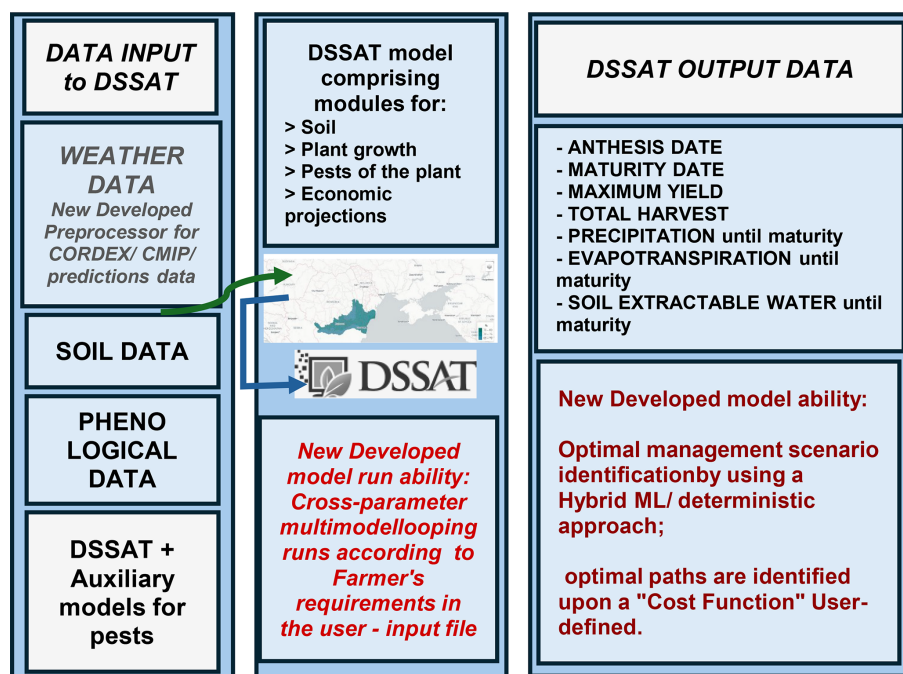 DATA INPUT
to DSSAT
WEATHER
DATA
New Developed
Preprocessor for
CORDEX/ CMIP/
predictions data
SOIL DATA
PHENO
LOGICAL
DATA
DSSAT +
Auxiliary
models for
pests
DSSAT model
comprising
modules for:
> Soil
> Plant growth
> Pests of the plant
> Economic
projections
DSSAT
New Developed
model run ability:
Cross-parameter
multimodellooping
runs according to
Farmer's
requirements in
the user - input file
DSSAT OUTPUT DATA
- ANTHESIS DATE
- MATURITY DATE
- MAXIMUM YIELD
- TOTAL HARVEST
- PRECIPITATION until maturity
- EVAPOTRANSPIRATION until
maturity
- SOIL EXTRACTABLE WATER until
maturity
New Developed model ability:
Optimal management scenario
identificationby using a
Hybrid ML/ deterministic
approach;
optimal paths are identified
upon a "Cost Function" User-
defined.